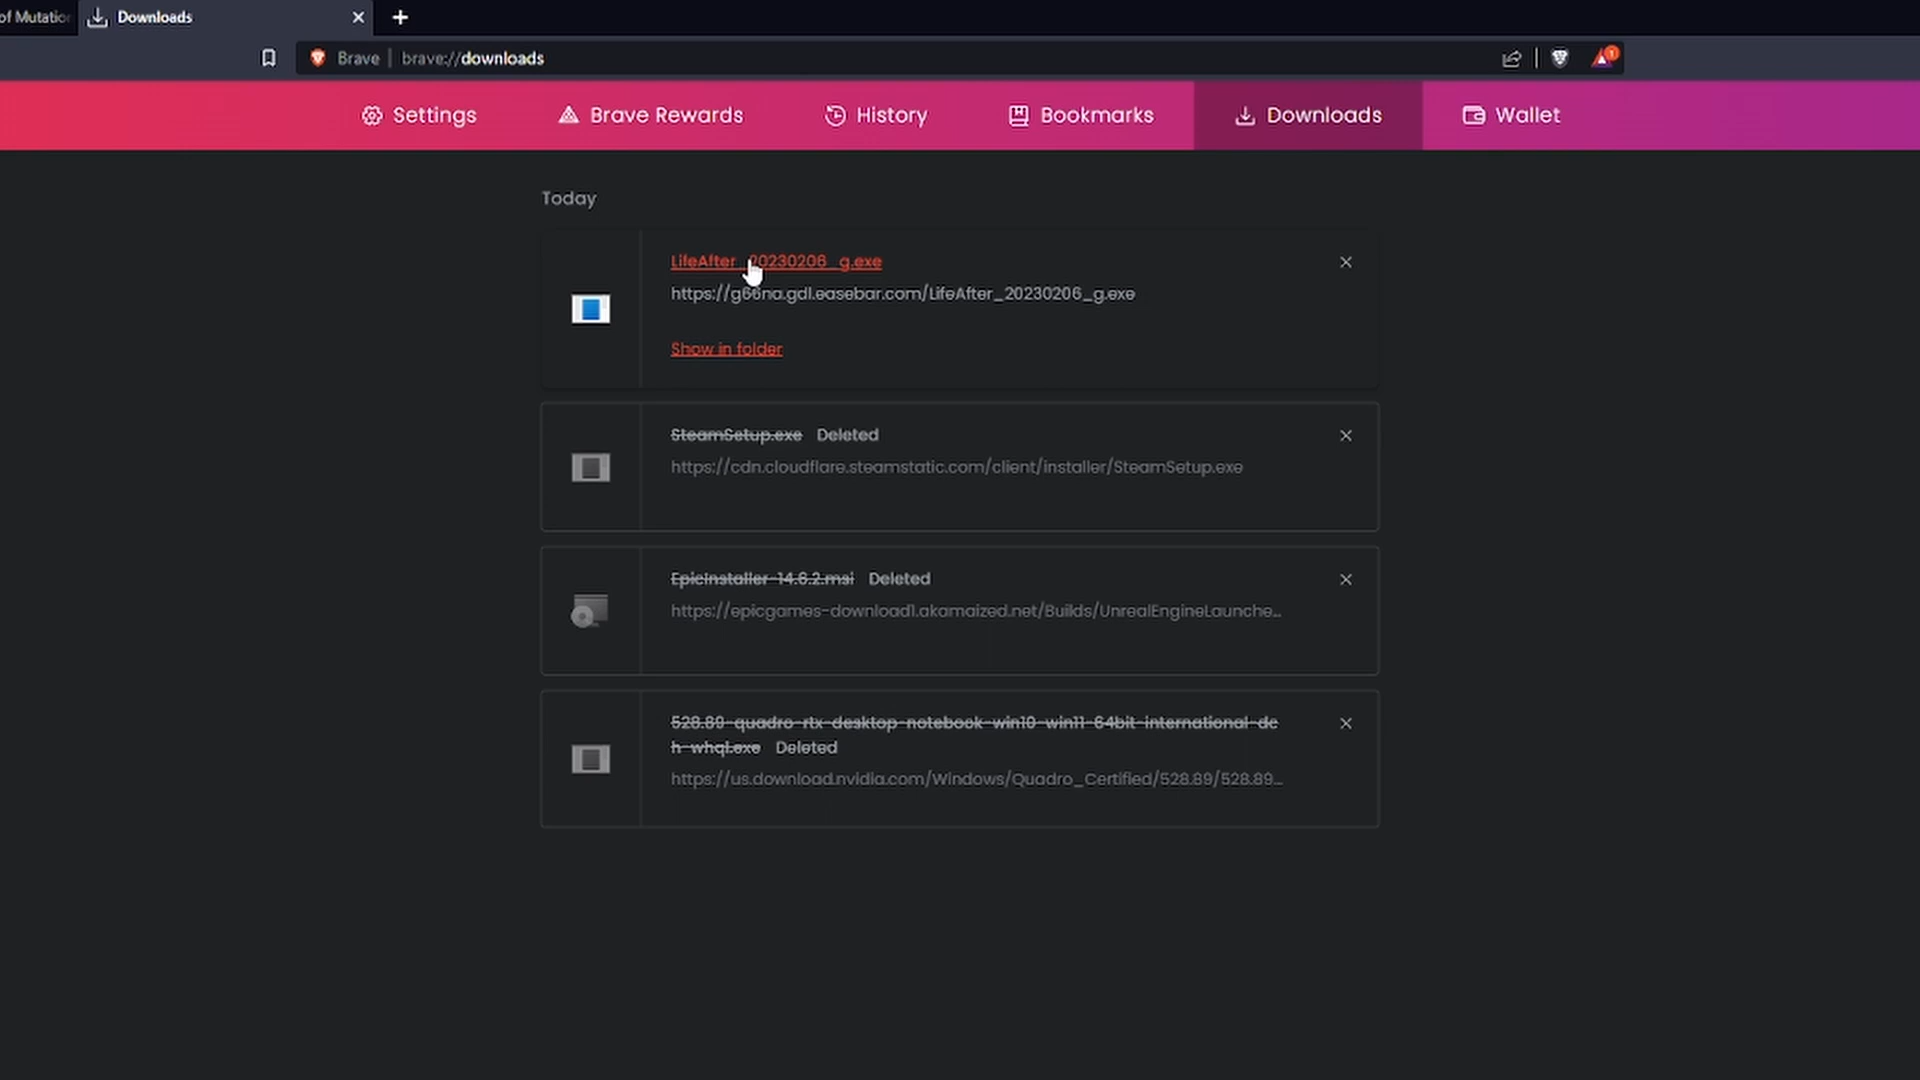 of Mutation
Downloads
Brave | brave://downloads
1
Settings
Brave Rewards
History
Bookmarks
Downloads
Wallet
Today
LifeAfter_20230206_g.exe
https://g66na.gdl.easebar.com/LifeAfter_20230206_g.exe
Show in folder
SteamSetup.exe Deleted
https://cdn.cloudflare.steamstatic.com/client/installer/SteamSetup.exe
EpicInstaller-14.6.2.msi Deleted
https://epicgames-download1.akamaized.net/Builds/UnrealEngineLaunche...
528.89-quadro-rtx-desktop-notebook-win10-win11-64bit-international-dc
h-whql.exe Deleted
https://us.download.nvidia.com/Windows/Quadro_Certified/528.89/528.89...